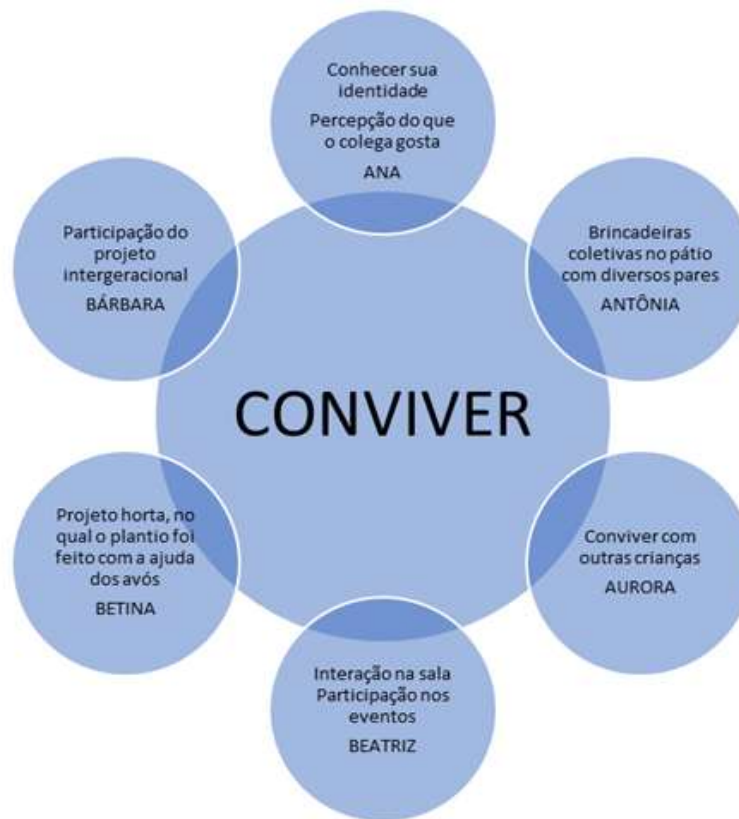 Conhecer sua
identidade
Percepção do que
o colega gosta
ANA
Brincadeiras
coletivas no pátio
com diversos pares
ANTÔNIA
Conviver com
outras crianças
AURORA
Interação na sala
Participação nos
eventos
BEATRIZ
Projeto horta, no
qual o plantio foi
feito com a ajuda
dos avós
BETINA
Participação do
projeto
intergeracional
BÁRBARA
CONVIVER